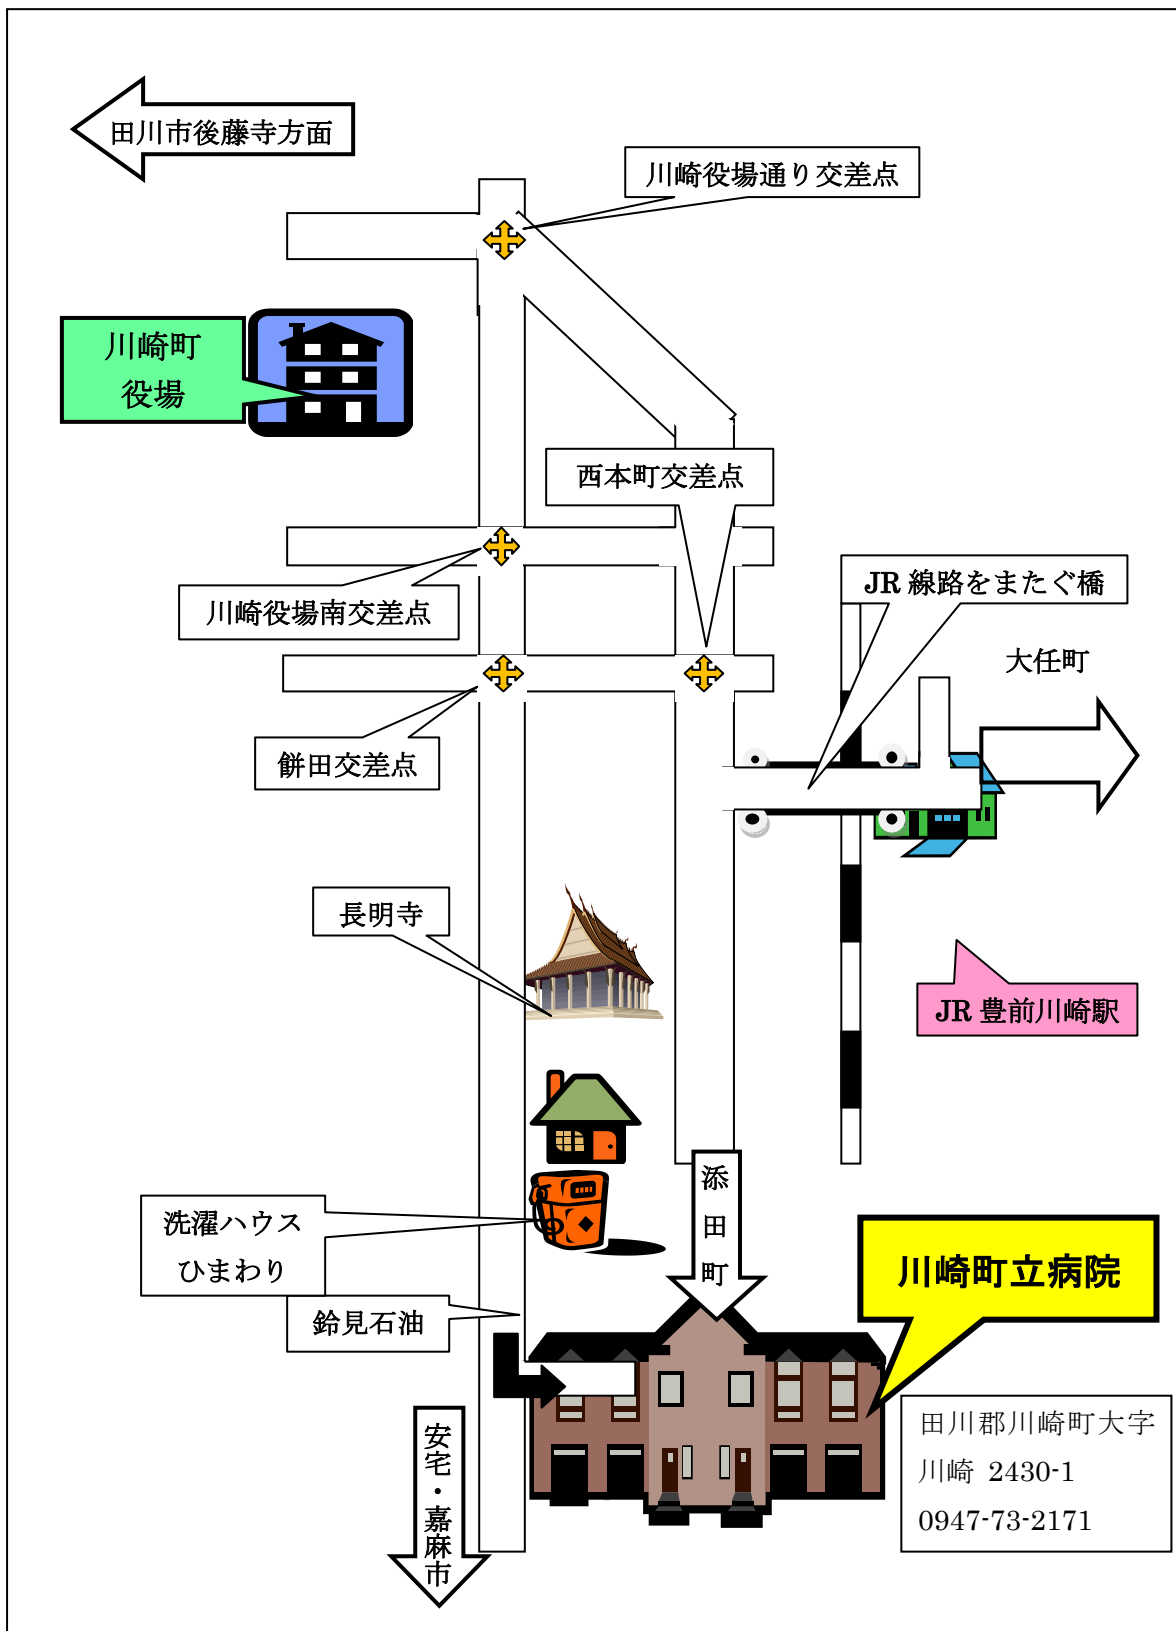 田川市後藤寺方面
川崎役場通り交差点
川崎町
役場
西本町交差点
JR 線路をまたぐ橋
川崎役場南交差点
大任町
餅田交差点
長明寺
JR 豊前川崎駅
添田町
洗濯ハウス
ひまわり
川崎町立病院
鈴見石油
田川郡川崎町大字
川崎 2430-1
0947-73-2171
安宅・嘉麻市